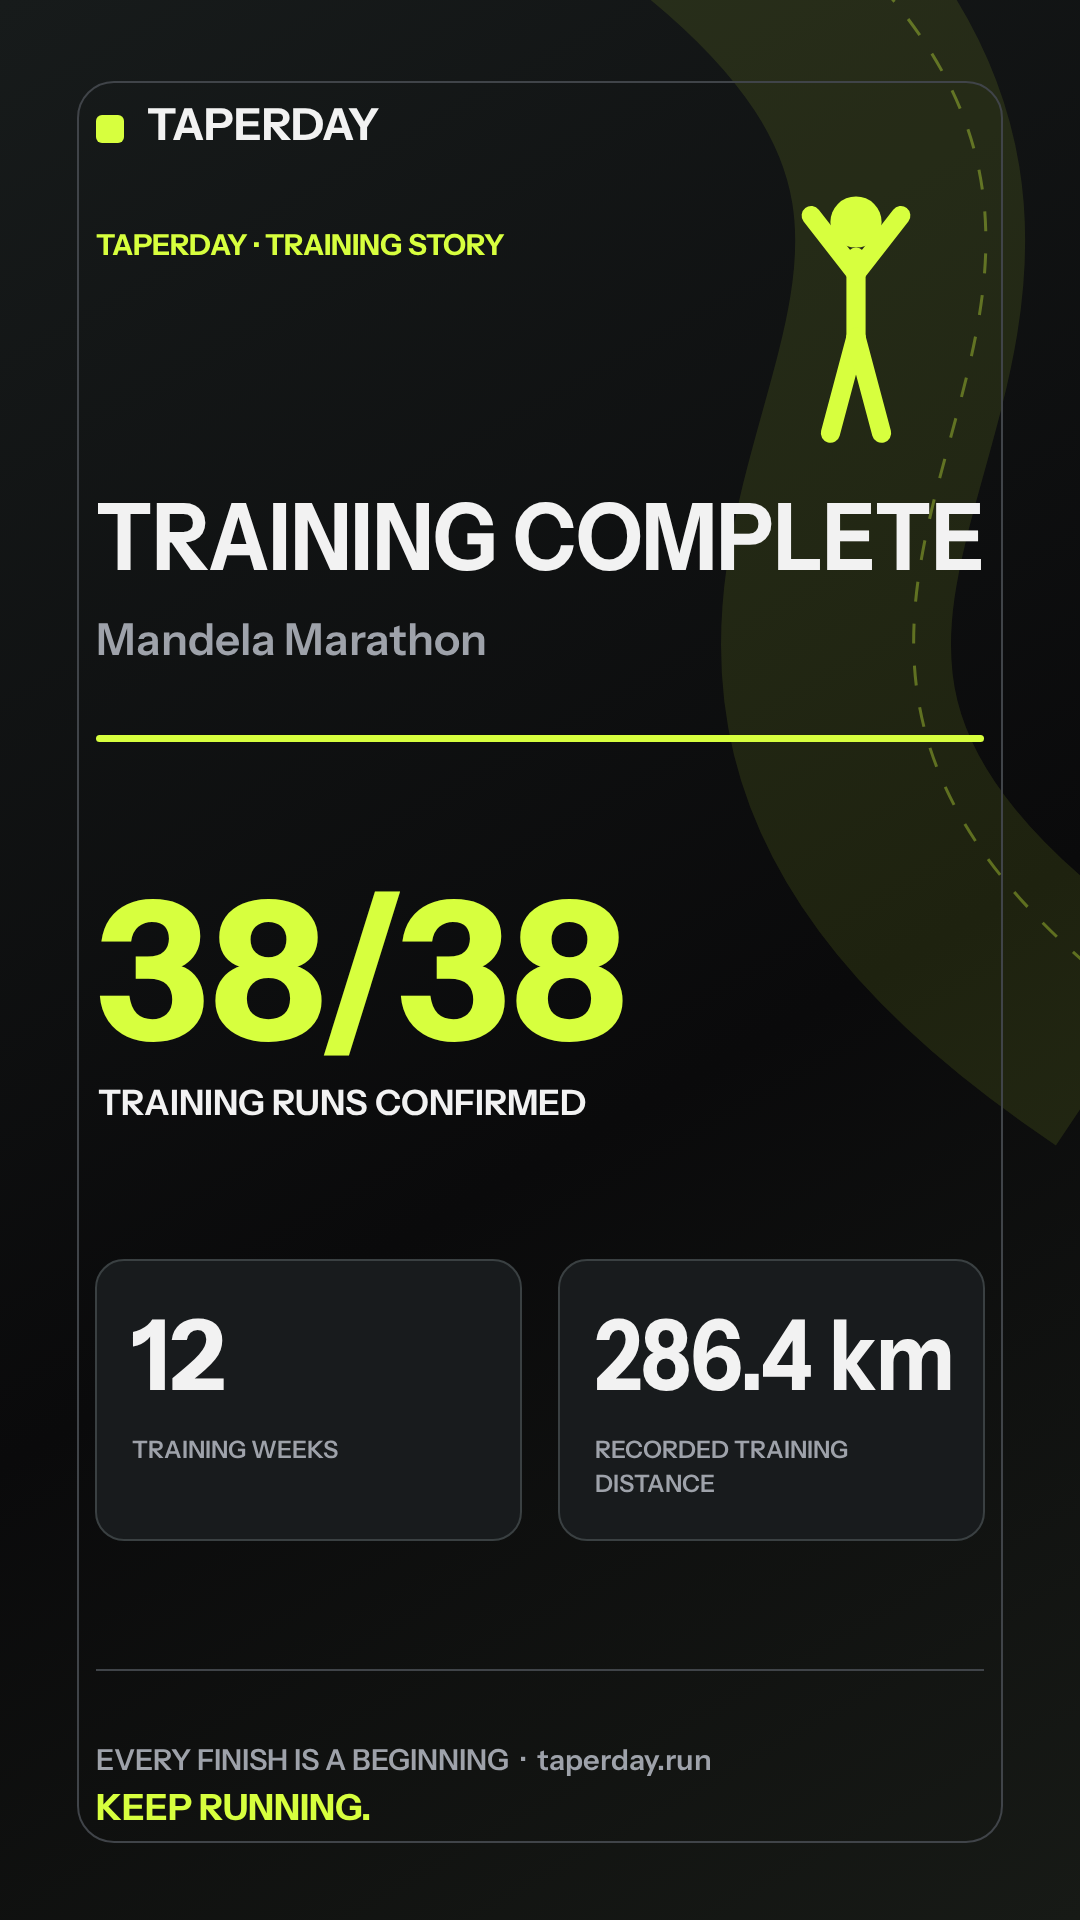 TAPERDAY
TAPERDAY · TRAINING STORY
TRAINING COMPLETE
Mandela Marathon
38/38
TRAINING RUNS CONFIRMED
12
TRAINING WEEKS
286.4 km
RECORDED TRAINING
DISTANCE
EVERY FINISH IS A BEGINNING · taperday.run
KEEP RUNNING.